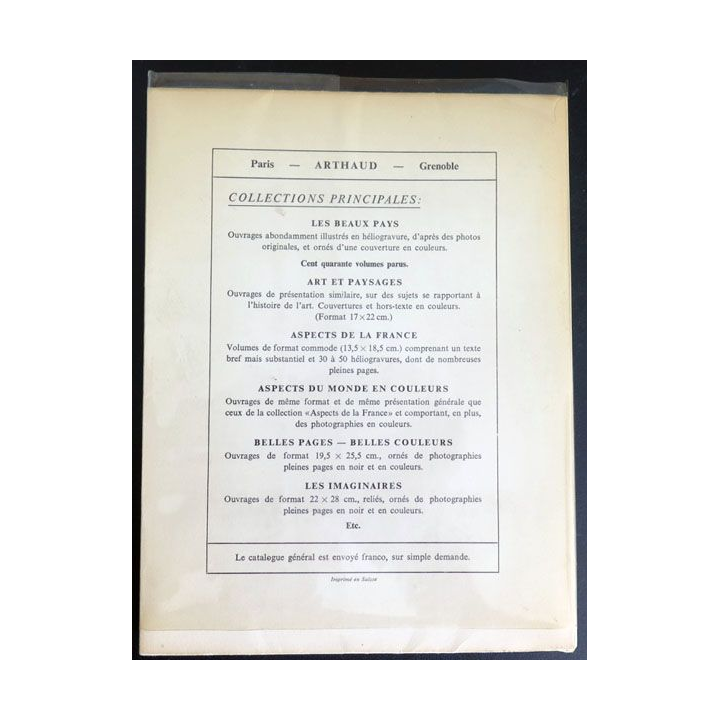 Paris — ARTHAUD — Grenoble
COLLECTIONS PRINCIPALES:
LES BEAUX PAYS
Ouvrages abondamment illustrés en héliogravure, d'après des photos
originales, et ornés d'une couverture en couleurs.
Cent quarante volumes parus.
ART ET PAYSAGES
Ouvrages de présentation similaire, sur des sujets se rapportant à
l'histoire de l'art. Couvertures et hors-texte en couleurs.
(Format 17 × 22 cm.)
ASPECTS DE LA FRANCE
Volumes de format commode (13,5 × 18,5 cm.) comprenant un texte
bref mais substantiel et 30 à 50 héliogravures, dont de nombreuses
pleines pages.
ASPECTS DU MONDE EN COULEURS
Ouvrages de même format et de même présentation générale que
ceux de la collection «Aspects de la France» et comportant, en plus,
des photographies en couleurs.
BELLES PAGES — BELLES COULEURS
Ouvrages de format 19,5 × 25,5 cm., ornés de photographies
pleines pages en noir et en couleurs.
LES IMAGINAIRES
Ouvrages de format 22 × 28 cm., reliés, ornés de photographies
pleines pages en noir et en couleurs.
Etc.
Le catalogue général est envoyé franco, sur simple demande.
Imprimé en Suisse